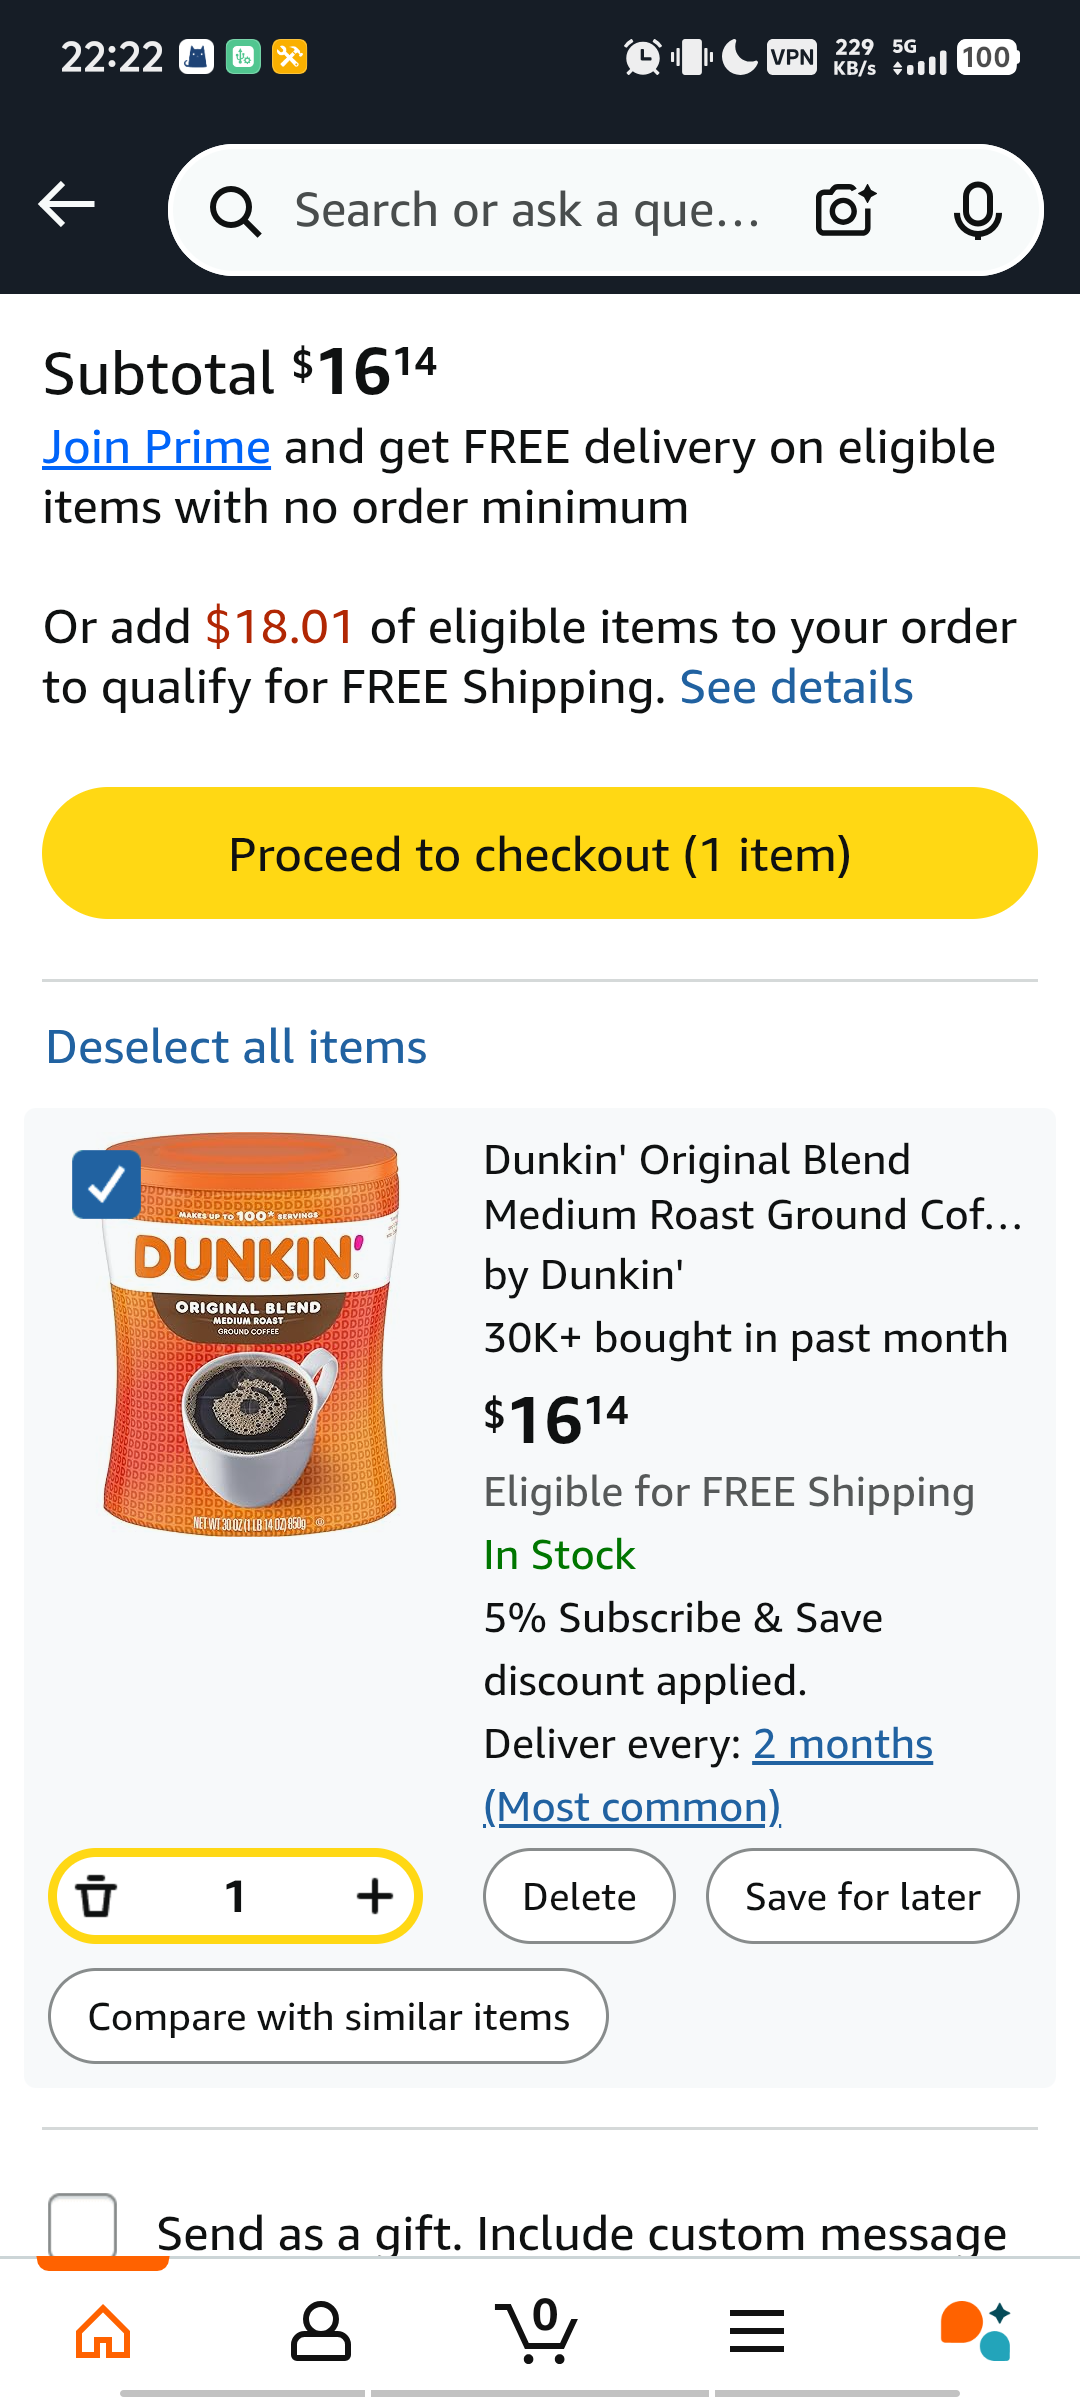 22:22
VPN 229 KB/s 5G 100
Search or ask a que...
Subtotal $16 14
Join Prime and get FREE delivery on eligible
items with no order minimum
Or add $18.01 of eligible items to your order
to qualify for FREE Shipping. See details
Proceed to checkout (1 item)
Deselect all items
MAKES UP TO 100* SERVINGS
DUNKIN'
ORIGINAL BLEND
MEDIUM ROAST
GROUND COFFEE
NET WT 30 OZ (1 LB 14 OZ) 850g
Dunkin' Original Blend
Medium Roast Ground Cof...
by Dunkin'
30K+ bought in past month
$16 14
Eligible for FREE Shipping
In Stock
5% Subscribe & Save
discount applied.
Deliver every: 2 months
(Most common)
1
Delete
Save for later
Compare with similar items
Send as a gift. Include custom message
0